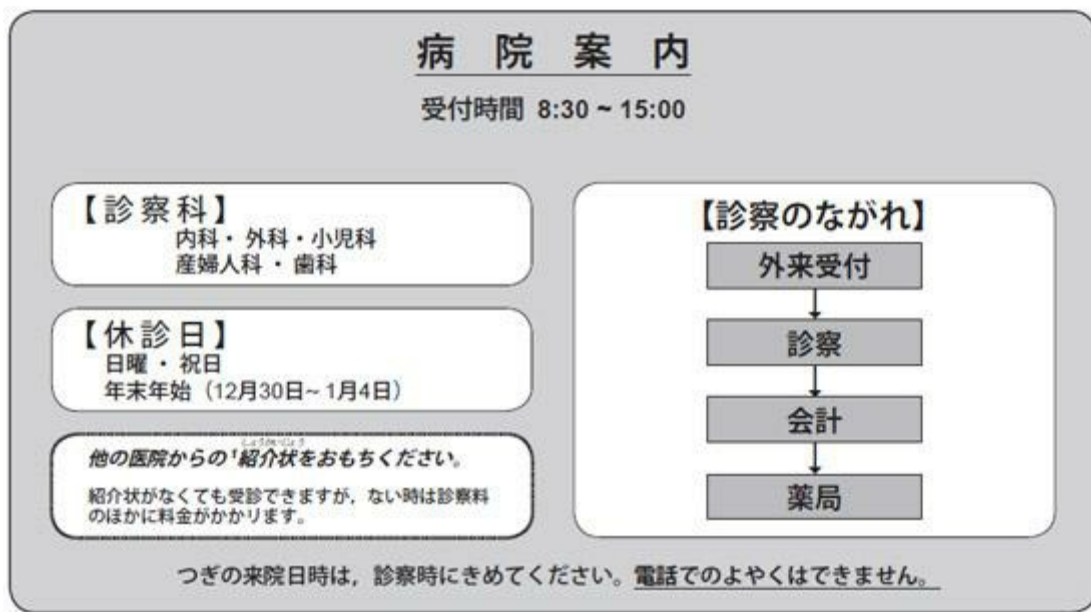 病院案内
受付時間 8:30 ~ 15:00
【診察科】
内科・外科・小児科
産婦人科・歯科
【休診日】
日曜・祝日
年末年始（12月30日~1月4日）
しょうかいじょう
他の医院からの¹紹介状をおもちください。
紹介状がなくても受診できますが，ない時は診察料
のほかに料金がかかります。
【診察のながれ】
外来受付
診察
会計
薬局
つぎの来院日時は，診察時にきめてください。電話でのよやくはできません。